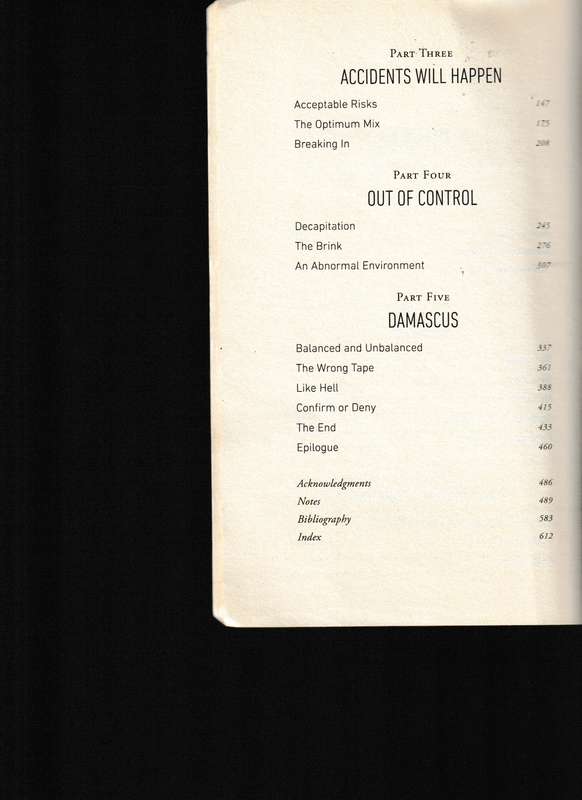 PART THREE
ACCIDENTS WILL HAPPEN
Acceptable Risks 147
The Optimum Mix 175
Breaking In 208
PART FOUR
OUT OF CONTROL
Decapitation 245
The Brink 276
An Abnormal Environment 307
PART FIVE
DAMASCUS
Balanced and Unbalanced 337
The Wrong Tape 361
Like Hell 388
Confirm or Deny 415
The End 433
Epilogue 460
Acknowledgments 486
Notes 489
Bibliography 583
Index 612